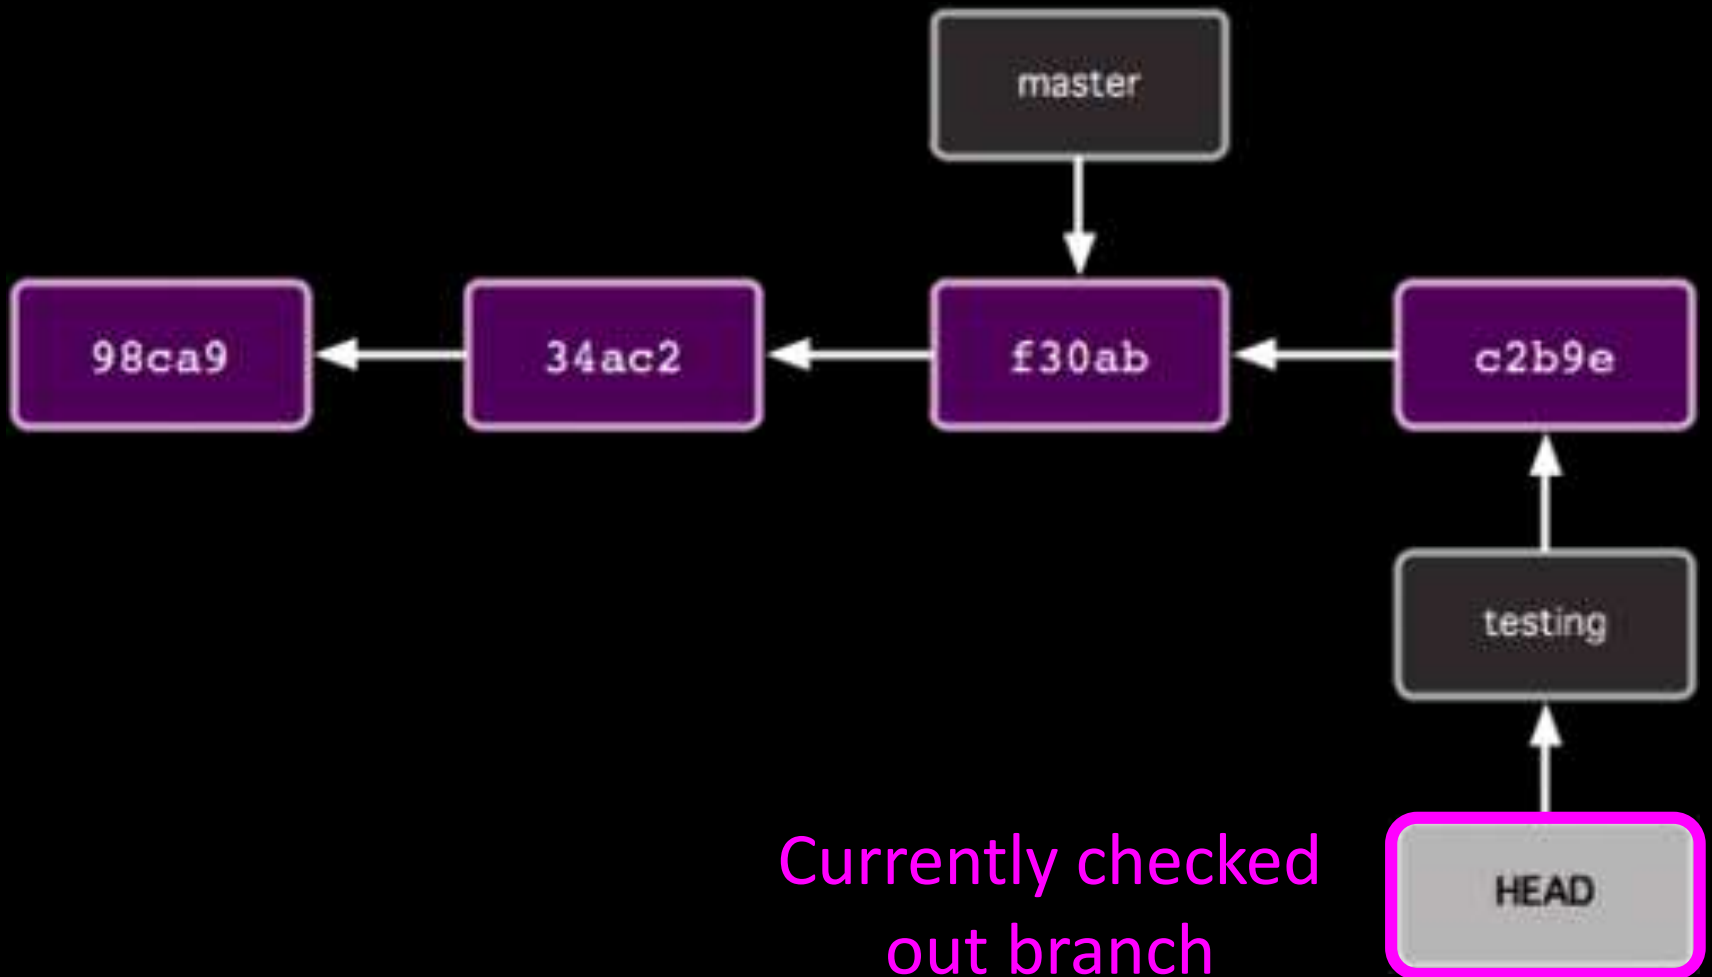 master
98ca9 34ac2 f30ab c2b9e
testing
Currently checked
out branch
HEAD